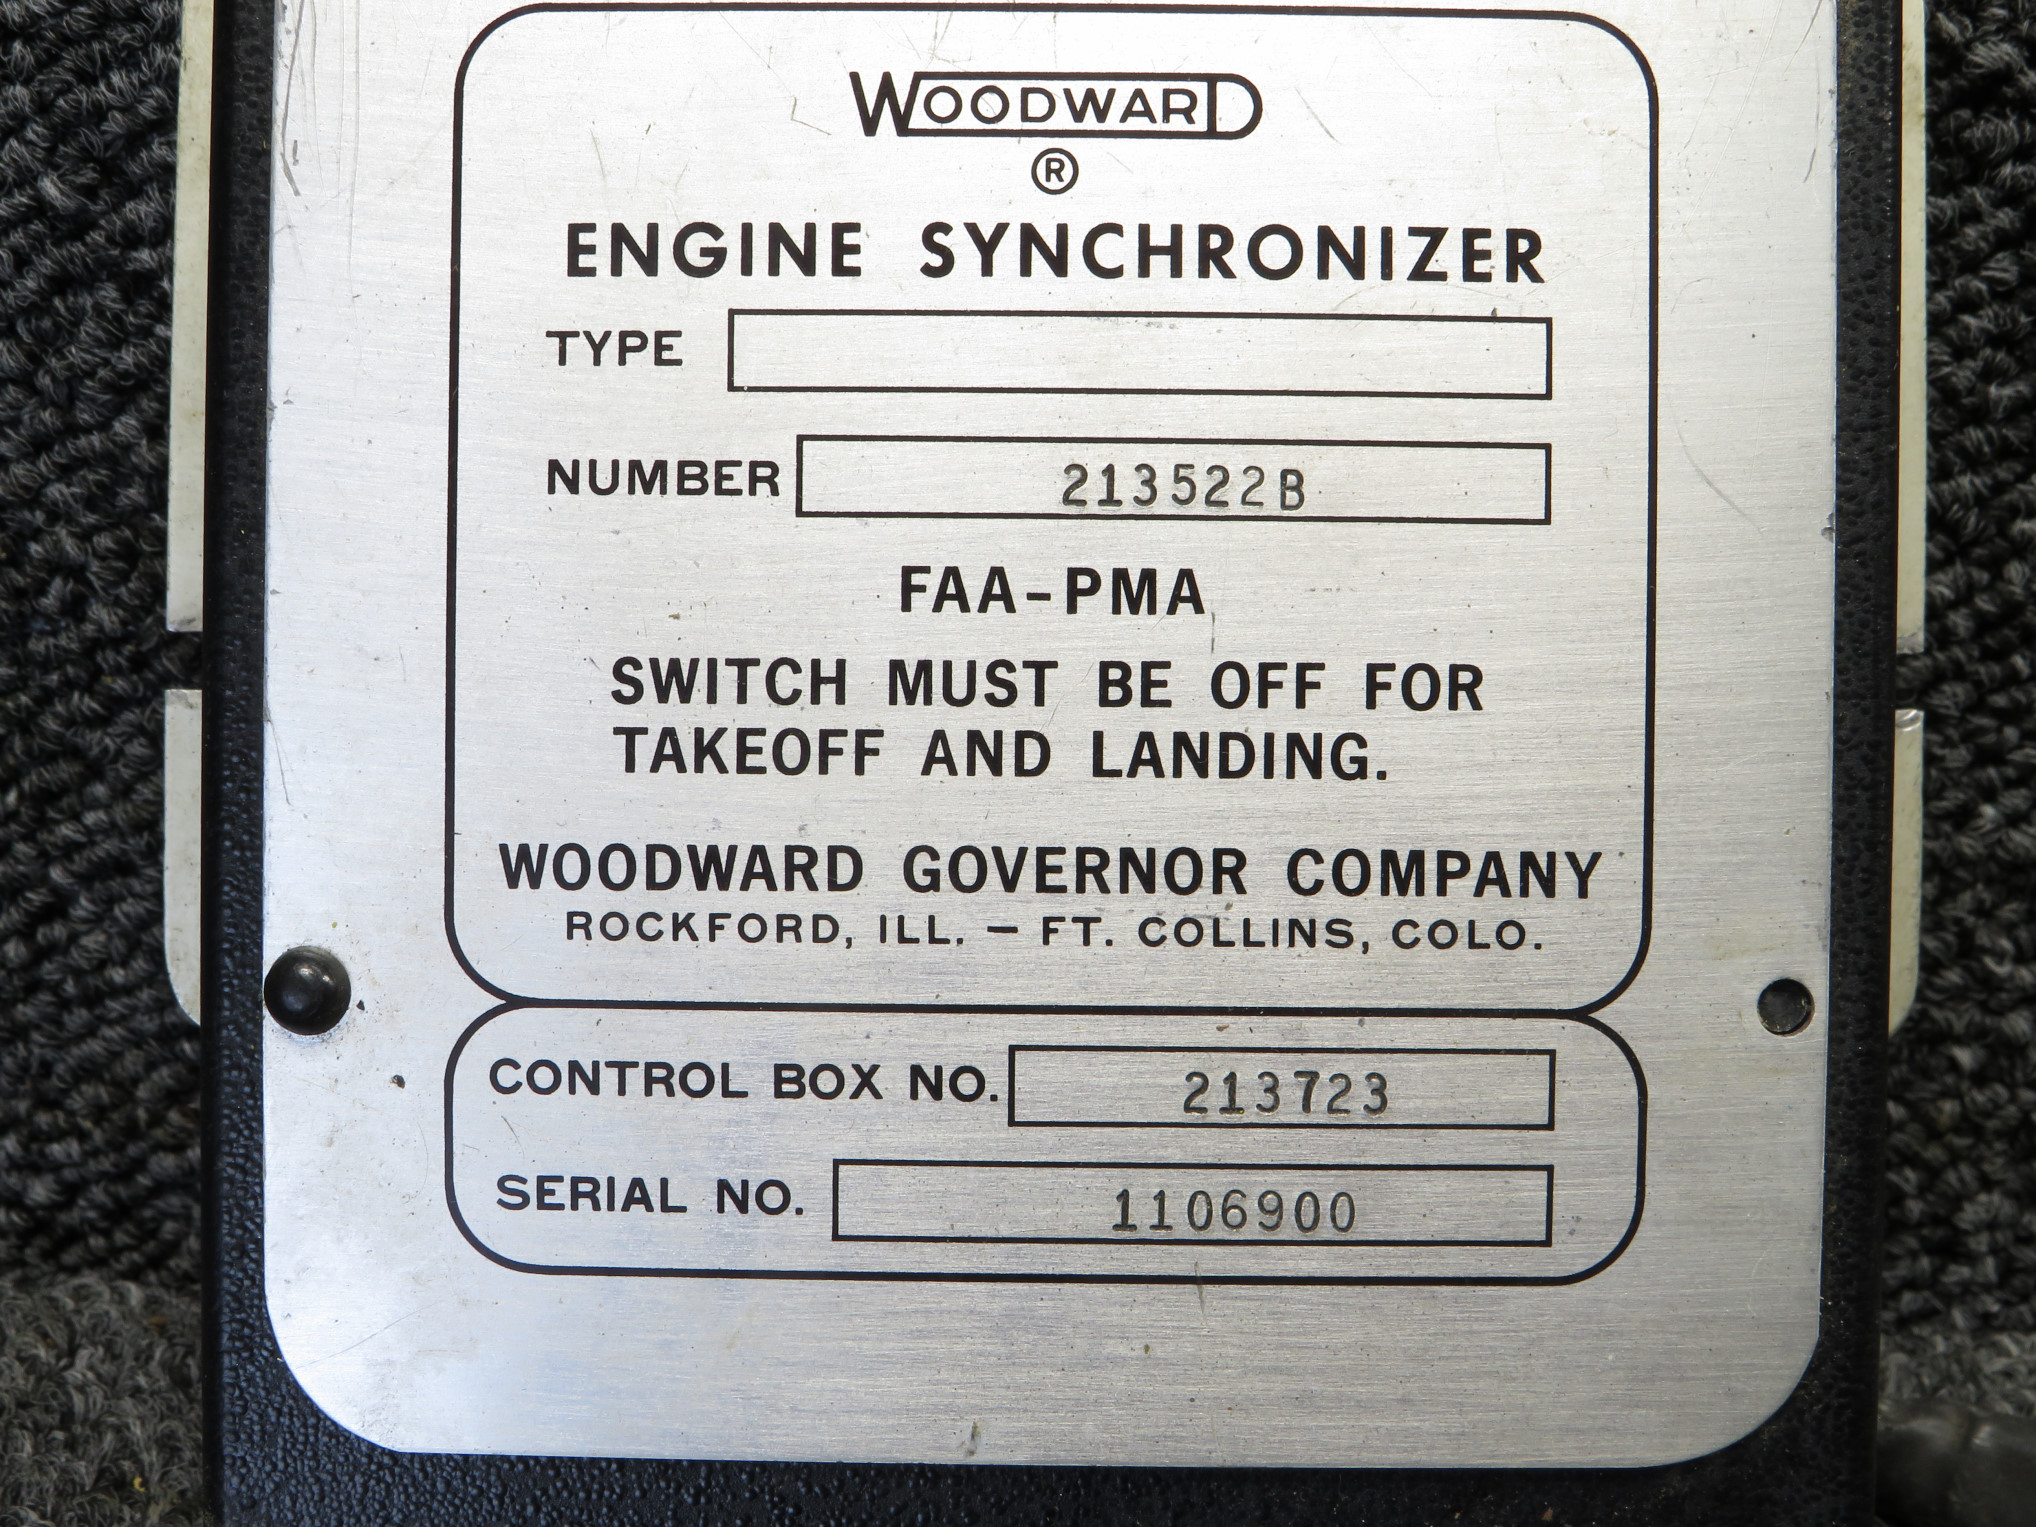 WOODWARD
®
ENGINE SYNCHRONIZER
TYPE
NUMBER 213522B
FAA-PMA
SWITCH MUST BE OFF FOR
TAKEOFF AND LANDING.
WOODWARD GOVERNOR COMPANY
ROCKFORD, ILL. — FT. COLLINS, COLO.
CONTROL BOX NO. 213723
SERIAL NO. 1106900